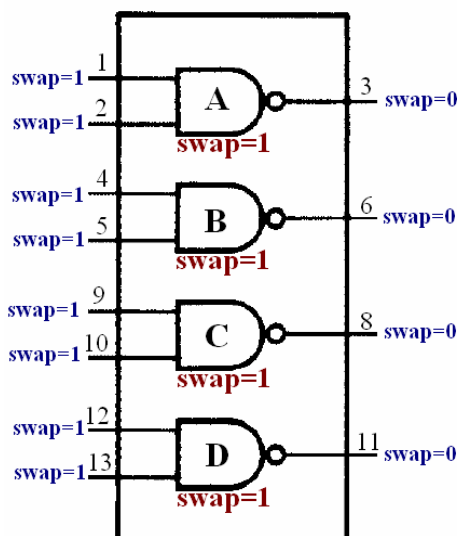 swap=1 1 A 3 swap=0
swap=1 2
swap=1
swap=1 4 B 6 swap=0
swap=1 5
swap=1
swap=1 9 C 8 swap=0
swap=1 10
swap=1
swap=1 12 D 11 swap=0
swap=1 13
swap=1